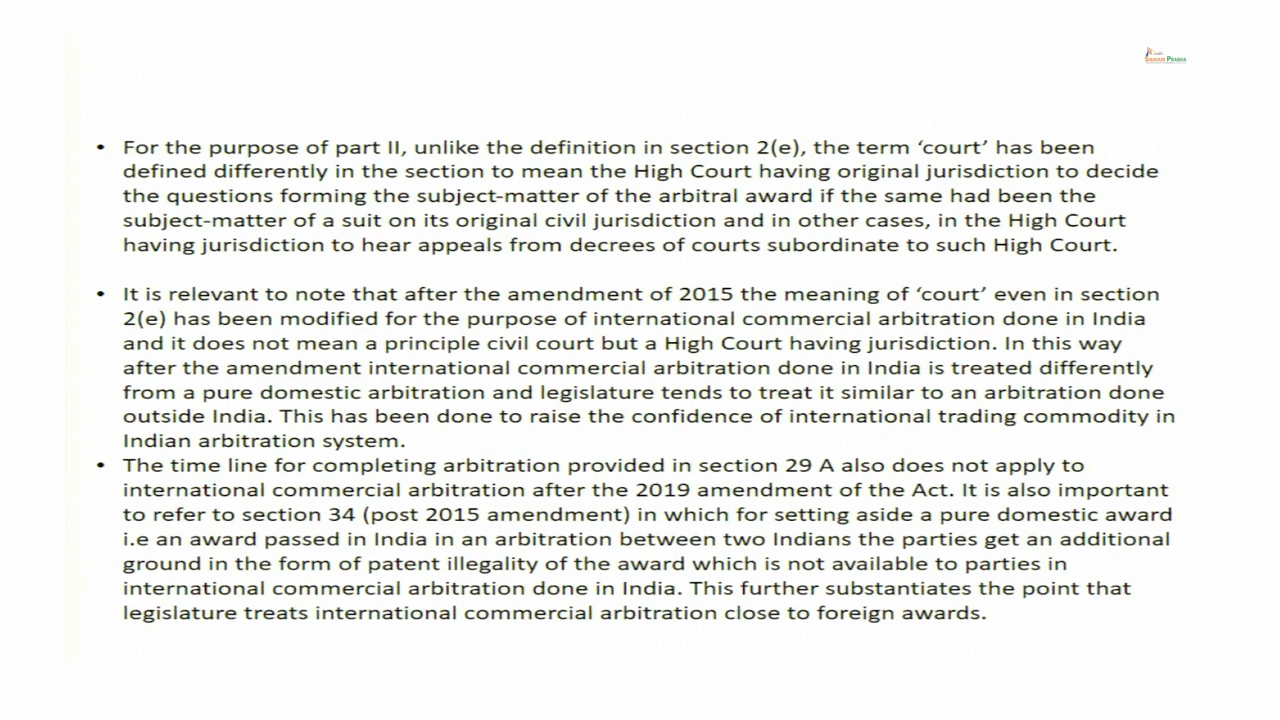 SWAYAM PRABHA
• For the purpose of part II, unlike the definition in section 2(e), the term ‘court’ has been
defined differently in the section to mean the High Court having original jurisdiction to decide
the questions forming the subject-matter of the arbitral award if the same had been the
subject-matter of a suit on its original civil jurisdiction and in other cases, in the High Court
having jurisdiction to hear appeals from decrees of courts subordinate to such High Court.
• It is relevant to note that after the amendment of 2015 the meaning of ‘court’ even in section
2(e) has been modified for the purpose of international commercial arbitration done in India
and it does not mean a principle civil court but a High Court having jurisdiction. In this way
after the amendment international commercial arbitration done in India is treated differently
from a pure domestic arbitration and legislature tends to treat it similar to an arbitration done
outside India. This has been done to raise the confidence of international trading commodity in
Indian arbitration system.
• The time line for completing arbitration provided in section 29 A also does not apply to
international commercial arbitration after the 2019 amendment of the Act. It is also important
to refer to section 34 (post 2015 amendment) in which for setting aside a pure domestic award
i.e an award passed in India in an arbitration between two Indians the parties get an additional
ground in the form of patent illegality of the award which is not available to parties in
international commercial arbitration done in India. This further substantiates the point that
legislature treats international commercial arbitration close to foreign awards.